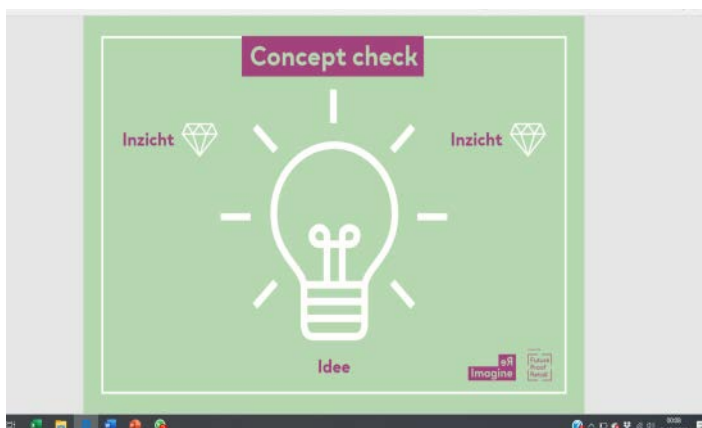 Concept check
Inzicht
Inzicht
Idee
Re
Imagine
Future
Proof
Retail